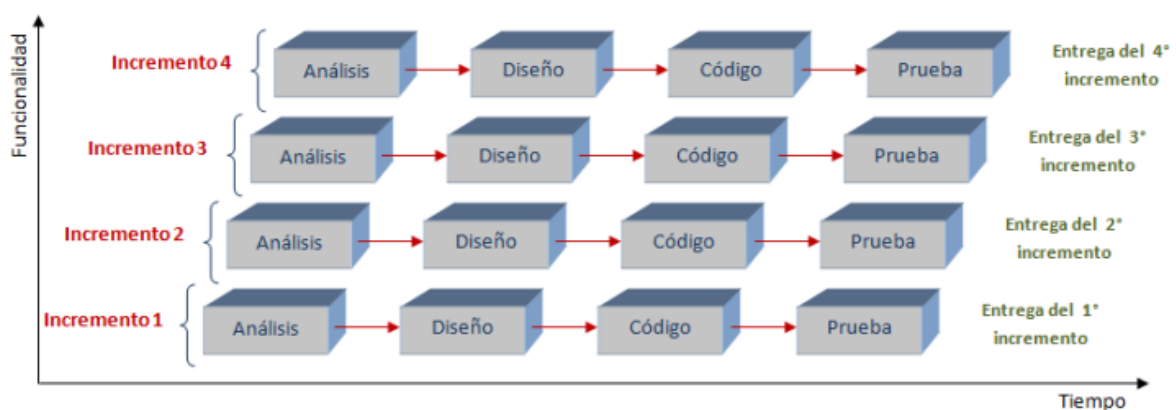 Funcionalidad
Incremento 4
Análisis
Diseño
Código
Prueba
Entrega del 4°
incremento
Incremento 3
Análisis
Diseño
Código
Prueba
Entrega del 3°
incremento
Incremento 2
Análisis
Diseño
Código
Prueba
Entrega del 2°
incremento
Incremento 1
Análisis
Diseño
Código
Prueba
Entrega del 1°
incremento
Tiempo